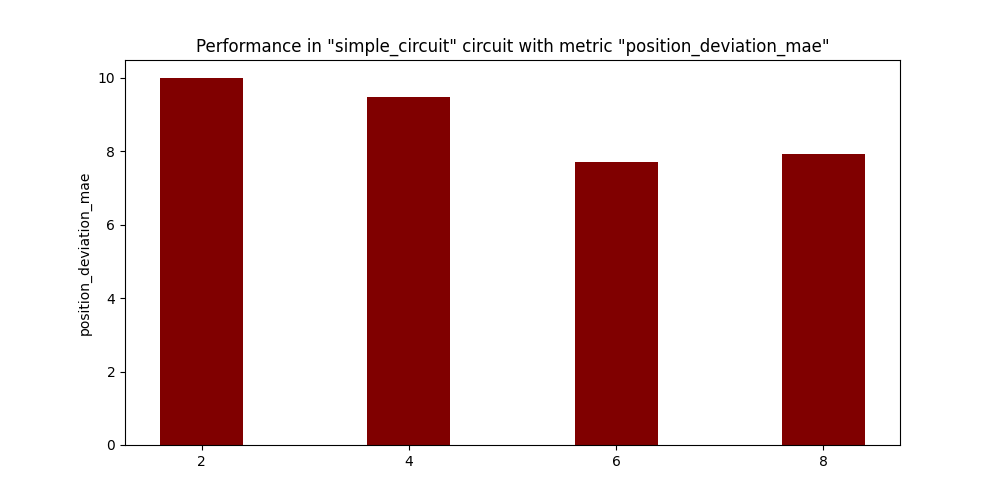 Performance in "simple_circuit" circuit with metric "position_deviation_mae"
position_deviation_mae
10
8
6
4
2
0
2 4 6 8